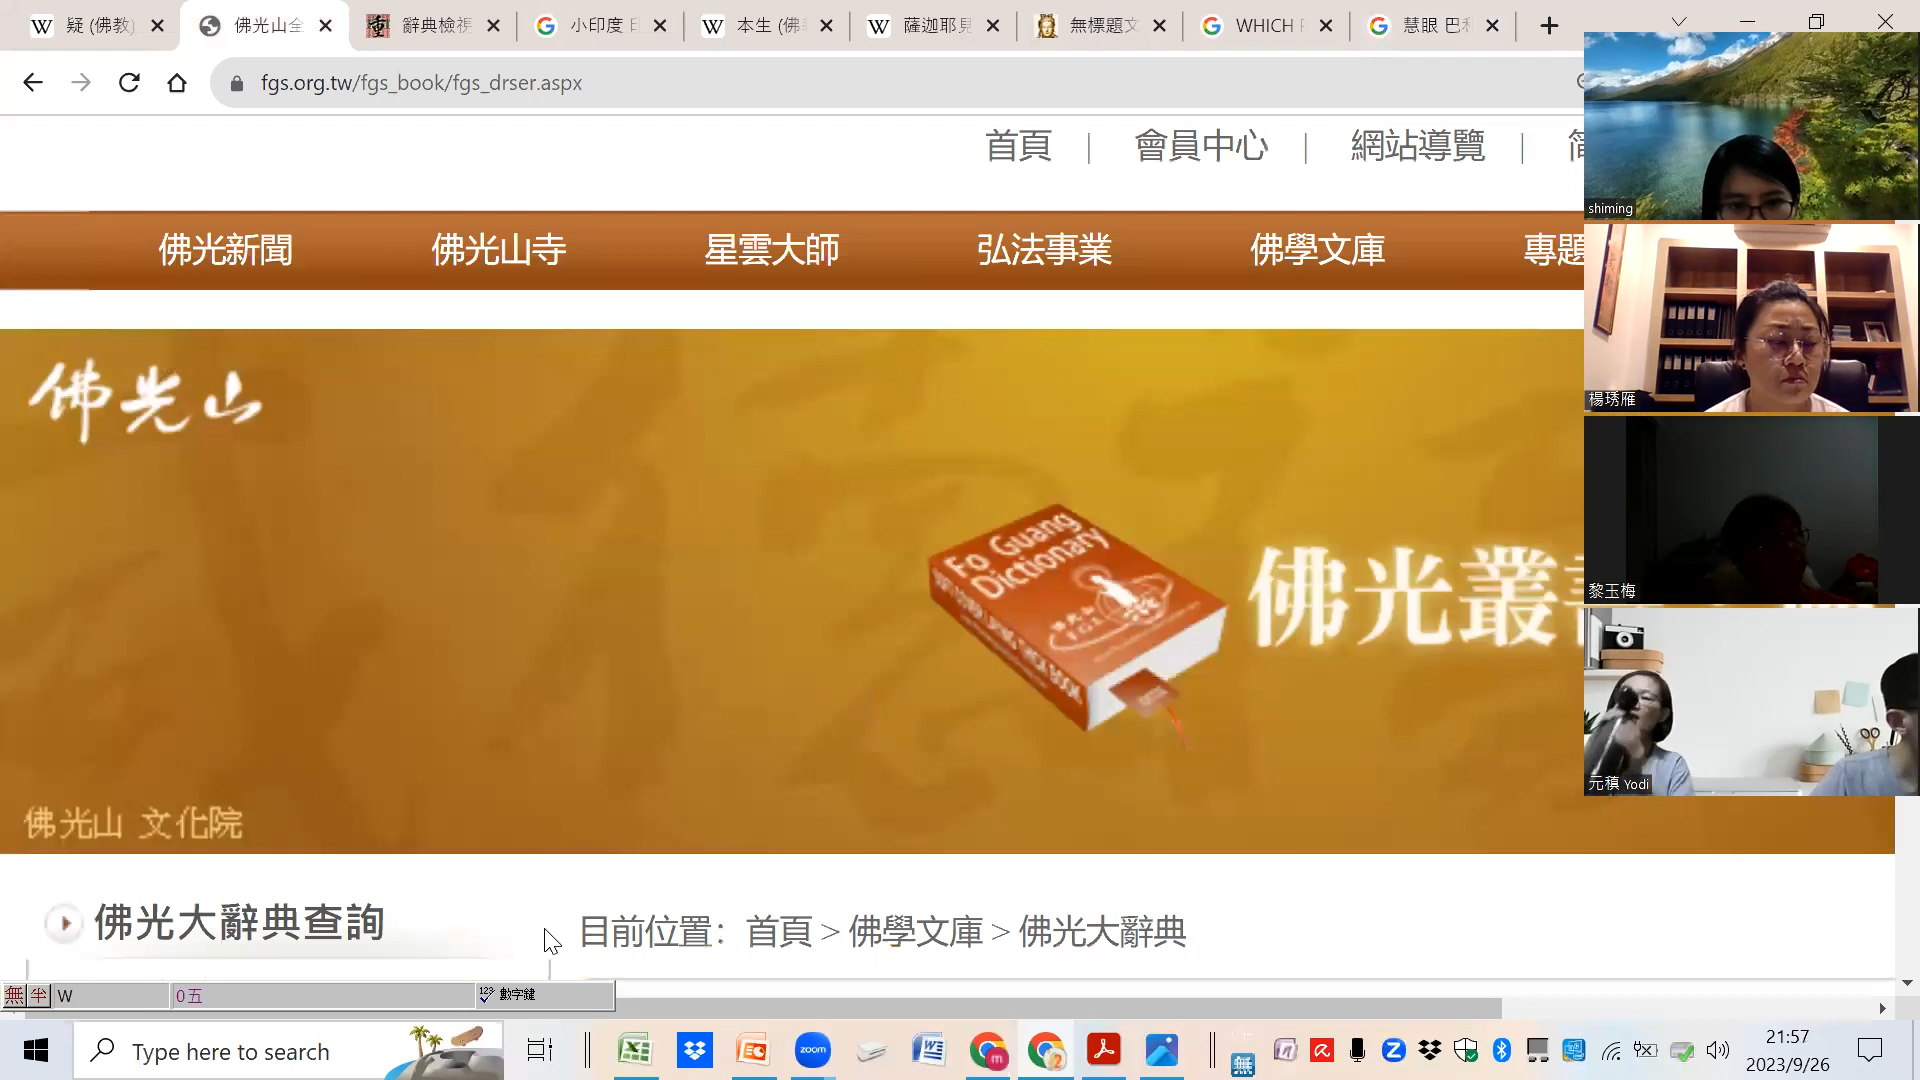 疑 (佛教)
佛光山全
辭典檢視
小印度 印
本生 (佛
薩迦耶見
無標題文
WHICH
慧眼 巴利
fgs.org.tw/fgs_book/fgs_drser.aspx
首頁 | 會員中心 | 網站導覽 | 简
佛光新聞 佛光山寺 星雲大師 弘法事業 佛學文庫 專題
佛光山
Fo Guang
Dictionary
佛光叢
佛光山 文化院
佛光大辭典查詢
目前位置：首頁 > 佛學文庫 > 佛光大辭典
shiming
楊琇雁
黎玉梅
元稹 Yodi
無 半 W 0五 123 數字鍵
Type here to search
zoom
21:57
2023/9/26